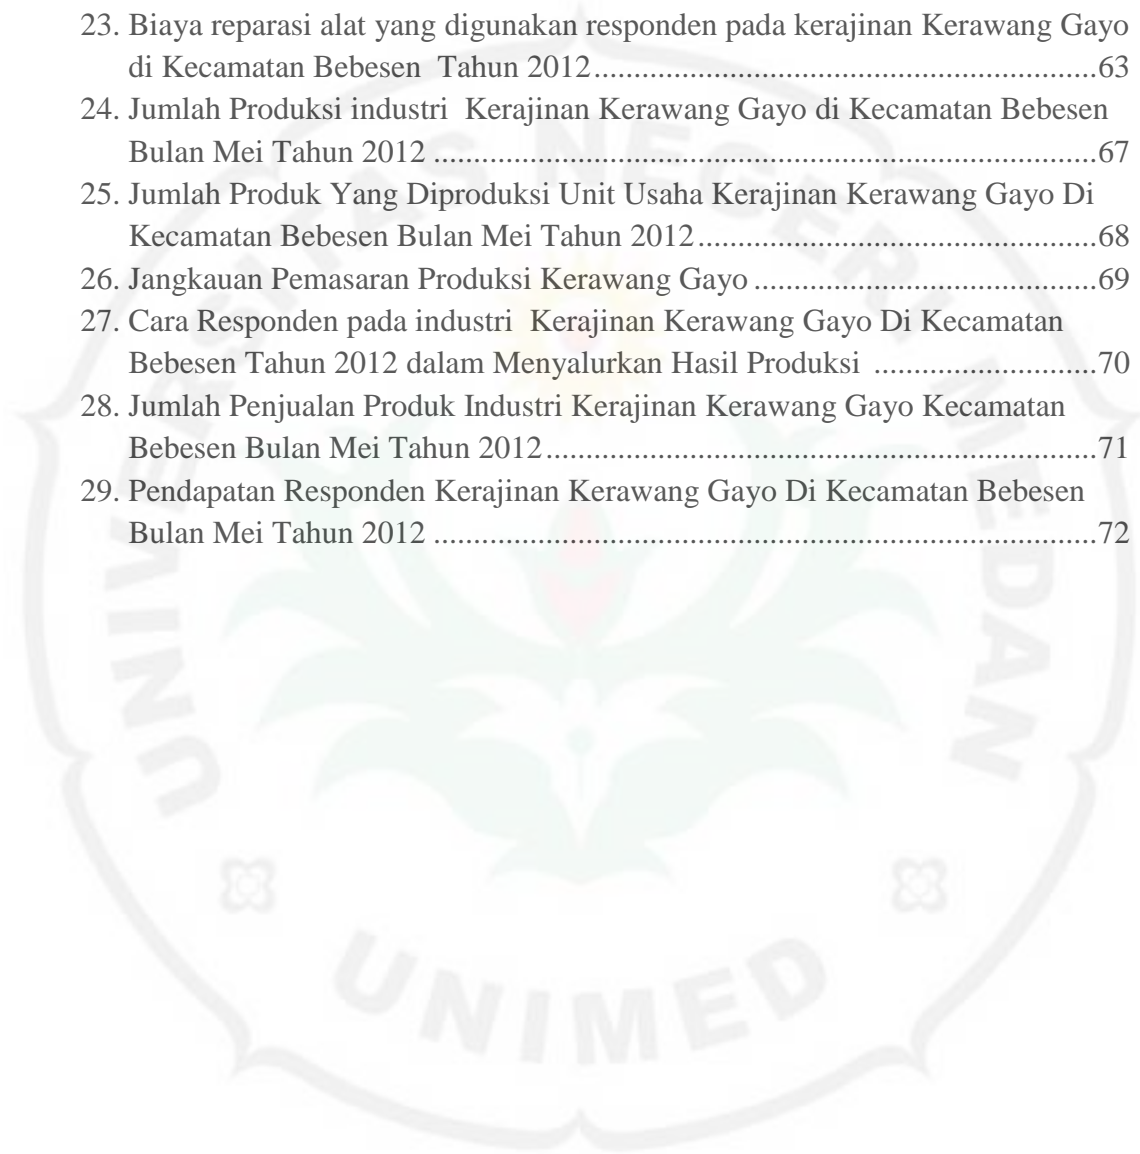 23. Biaya reparasi alat yang digunakan responden pada kerajinan Kerawang Gayo
di Kecamatan Bebesen  Tahun 2012................................................................63
24. Jumlah Produksi industri  Kerajinan Kerawang Gayo di Kecamatan Bebesen
Bulan Mei Tahun 2012 ....................................................................................67
25. Jumlah Produk Yang Diproduksi Unit Usaha Kerajinan Kerawang Gayo Di
Kecamatan Bebesen Bulan Mei Tahun 2012...................................................68
26. Jangkauan Pemasaran Produksi Kerawang Gayo ...........................................69
27. Cara Responden pada industri  Kerajinan Kerawang Gayo Di Kecamatan
Bebesen Tahun 2012 dalam Menyalurkan Hasil Produksi  ............................70
28. Jumlah Penjualan Produk Industri Kerajinan Kerawang Gayo Kecamatan
Bebesen Bulan Mei Tahun 2012......................................................................71
29. Pendapatan Responden Kerajinan Kerawang Gayo Di Kecamatan Bebesen
Bulan Mei Tahun 2012 ....................................................................................72
UNIVERSITAS NEGERI MEDAN
UNIMED